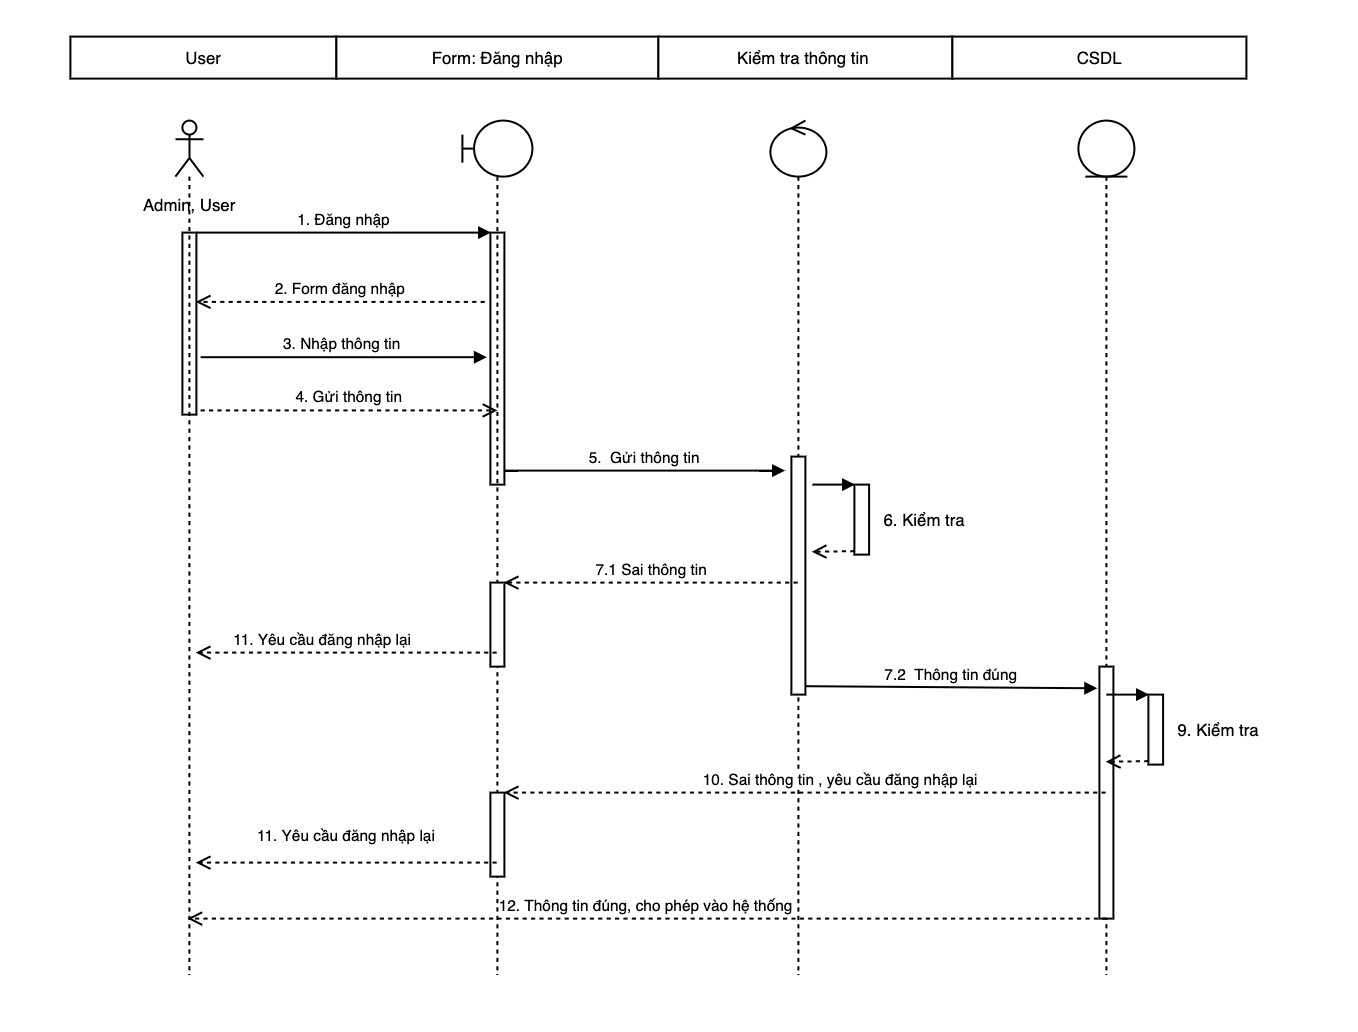 User
Form: Đăng nhập
Kiểm tra thông tin
CSDL
Admin, User
1. Đăng nhập
2. Form đăng nhập
3. Nhập thông tin
4. Gửi thông tin
5. Gửi thông tin
6. Kiểm tra
7.1 Sai thông tin
11. Yêu cầu đăng nhập lại
7.2 Thông tin đúng
9. Kiểm tra
10. Sai thông tin , yêu cầu đăng nhập lại
11. Yêu cầu đăng nhập lại
12. Thông tin đúng, cho phép vào hệ thống